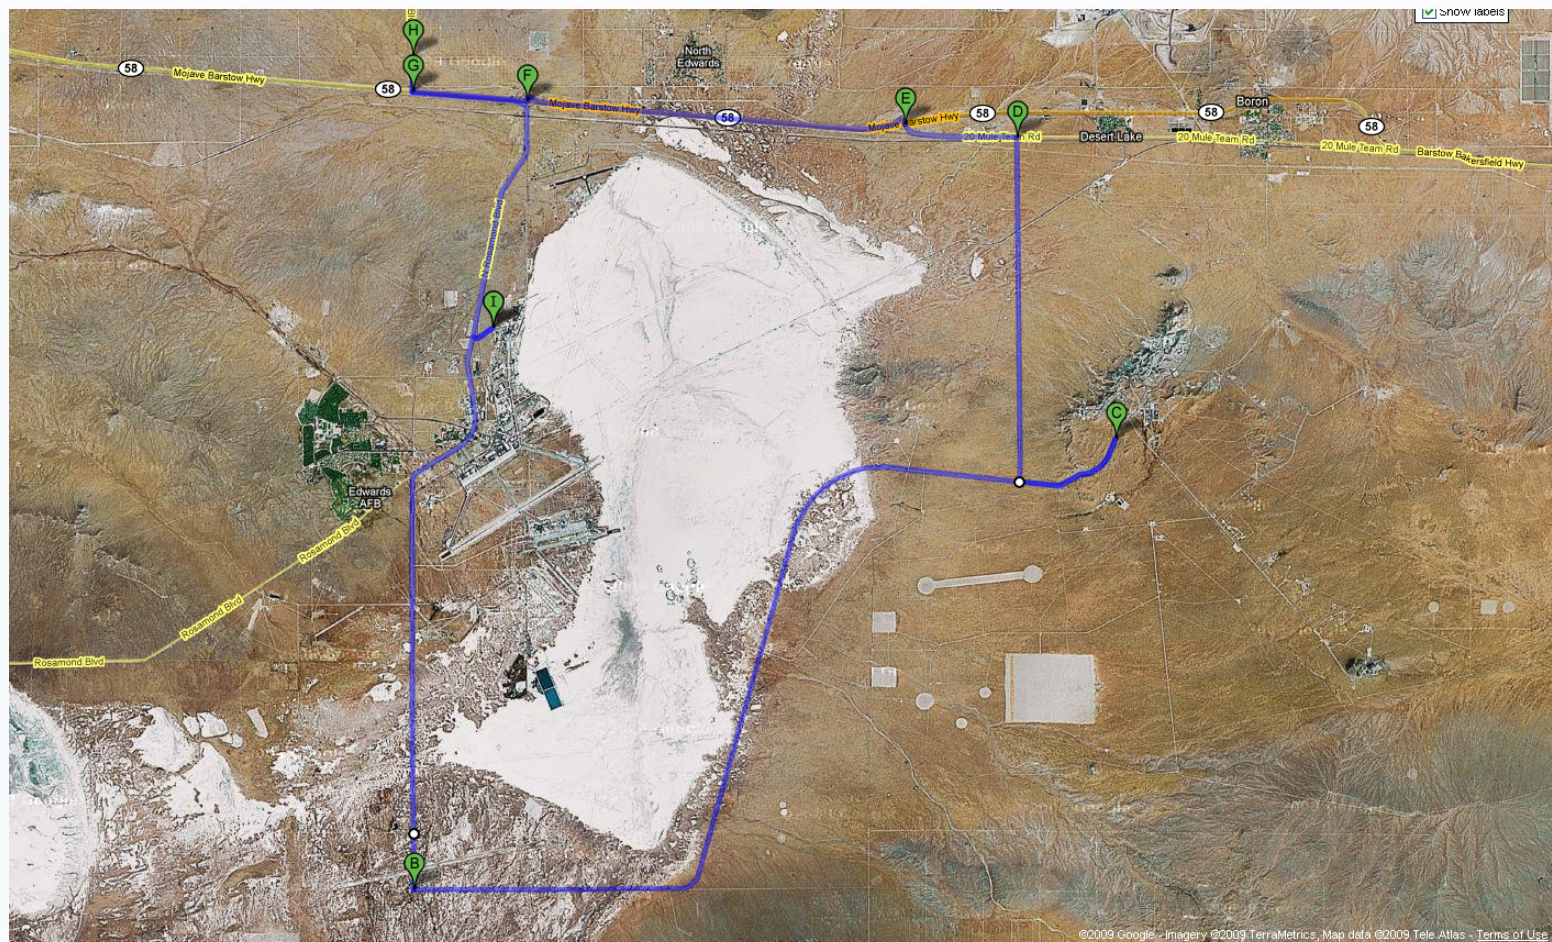 Show labels
H
G
F
58
Mojave Barstow Hwy
58
North
Edwards
Mojave Barstow Hwy
58
E
Mojave Barstow Hwy
58
D
20 Mule Team Rd
Desert Lake
58
Boron
20 Mule Team Rd
58
20 Mule Team Rd
Barstow Bakersfield Hwy
Rosamond Blvd
I
C
Edwards
AFB
Rosamond Blvd
Rosamond Blvd
Rosamond Blvd
B
©2009 Google - Imagery ©2009 TerraMetrics, Map data ©2009 Tele Atlas - Terms of Use